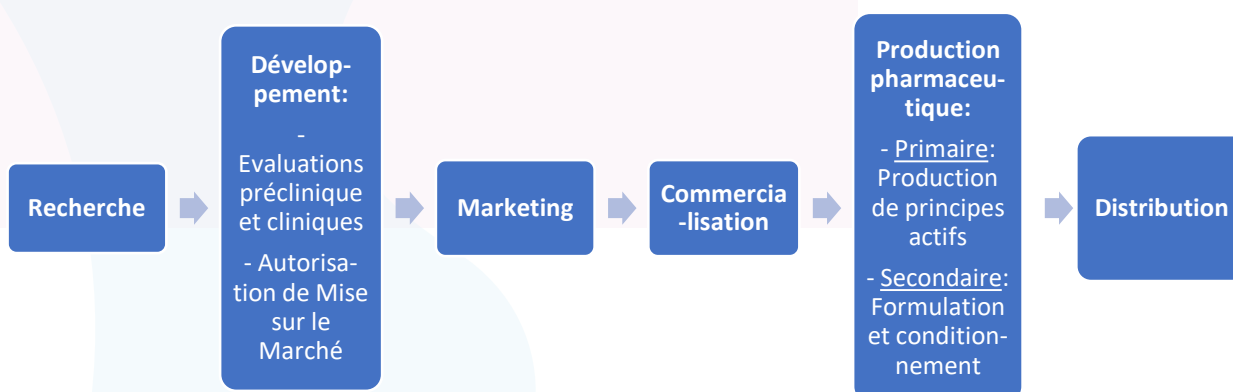 Recherche
Dévelop-
pement:
-
Evaluations
préclinique
et cliniques
- Autorisa-
tion de Mise
sur le
Marché
Marketing
Commercia
-lisation
Production
pharmaceu-
tique:
- Primaire:
Production
de principes
actifs
- Secondaire:
Formulation
et condition-
nement
Distribution